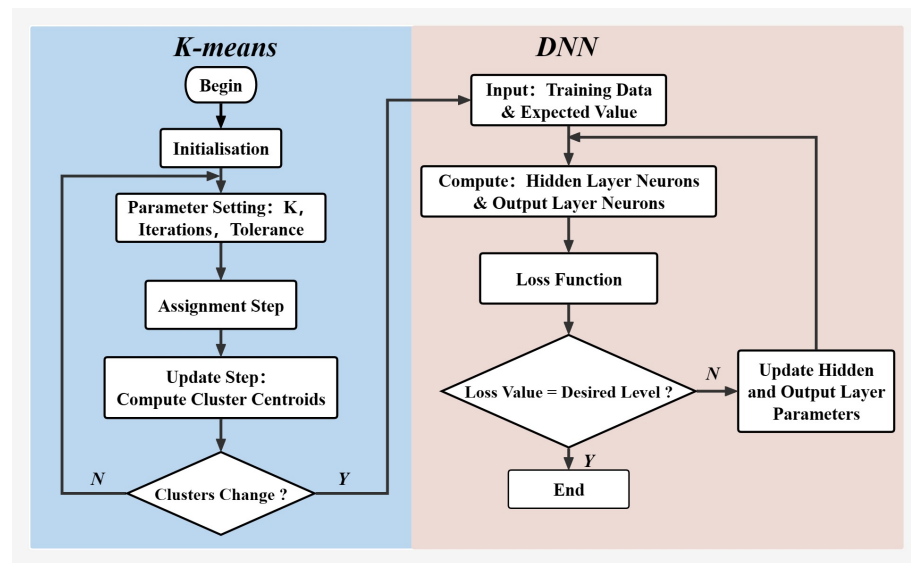 K-means
Begin
Initialisation
Parameter Setting：K，
Iterations，Tolerance
Assignment Step
Update Step：
Compute Cluster Centroids
Clusters Change ?
N
Y
DNN
Input：Training Data
& Expected Value
Compute：Hidden Layer Neurons
& Output Layer Neurons
Loss Function
Loss Value = Desired Level ?
N
Update Hidden
and Output Layer
Parameters
Y
End